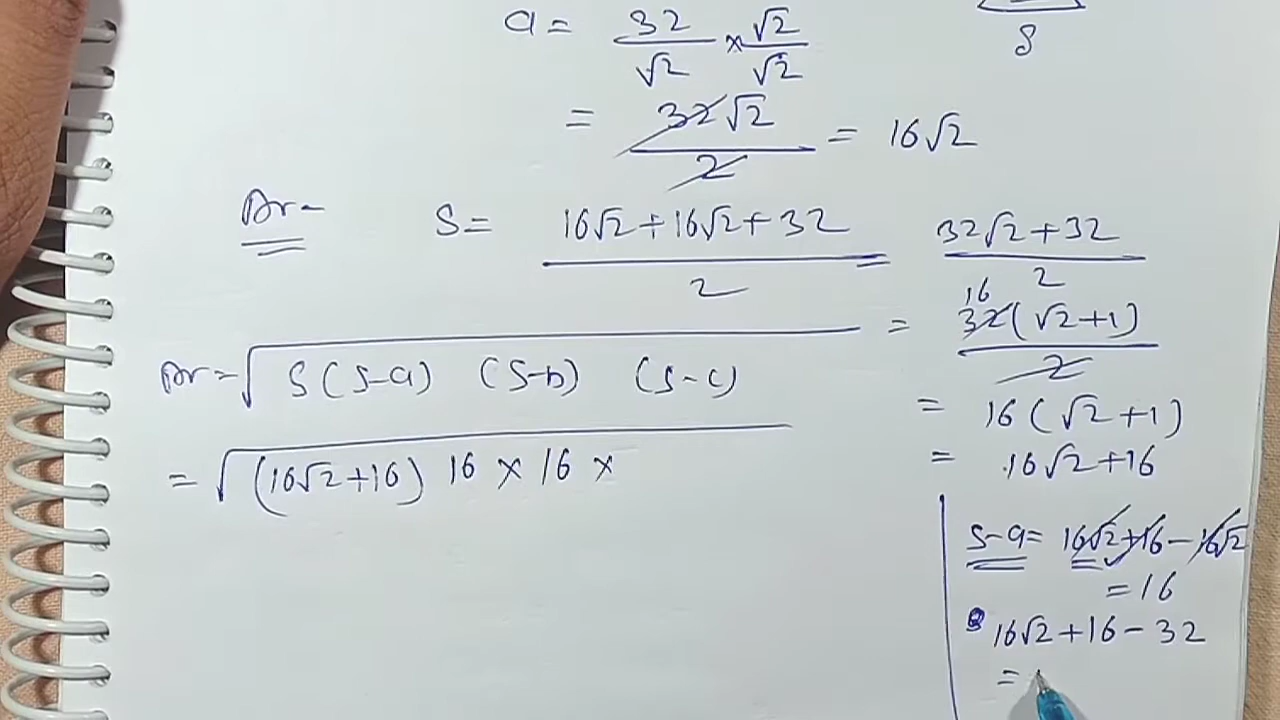 a = 32/√2 × √2/√2
8
= 32√2/2 = 16√2
Ar- S = (16√2+16√2+32)/2 = (32√2+32)/2
= 16 32(√2+1)/2
Ar = √S(S-a) (S-b) (S-c)
= 16(√2+1)
= 16√2+16
= √(16√2+16) 16 × 16 ×
S-a = 16√2+16-16√2
= 16
16√2+16-32
=